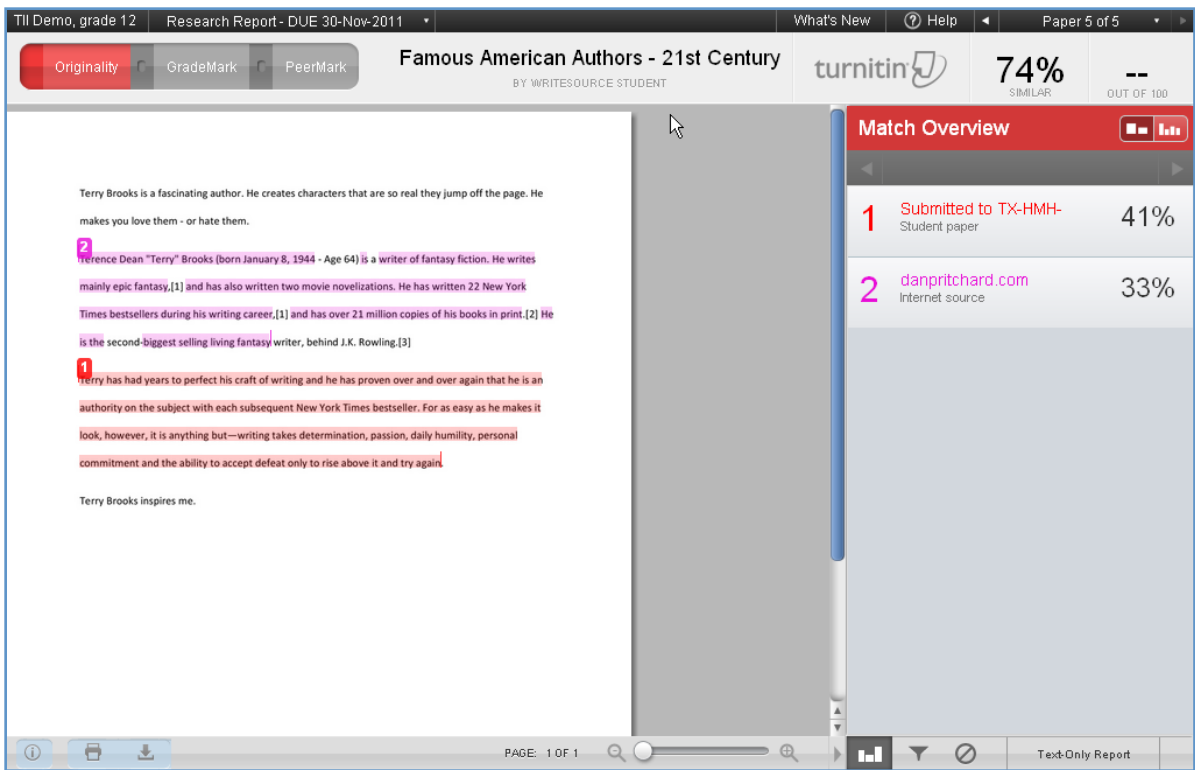 TII Demo, grade 12 Research Report - DUE 30-Nov-2011 What's New ? Help Paper 5 of 5
Originality GradeMark PeerMark
Famous American Authors - 21st Century
BY WRITESOURCE STUDENT
turnitin
74%
SIMILAR
--
OUT OF 100
Terry Brooks is a fascinating author. He creates characters that are so real they jump off the page. He
makes you love them - or hate them.
2
Terence Dean "Terry" Brooks (born January 8, 1944 - Age 64) is a writer of fantasy fiction. He writes
mainly epic fantasy,[1] and has also written two movie novelizations. He has written 22 New York
Times bestsellers during his writing career,[1] and has over 21 million copies of his books in print.[2] He
is the second-biggest selling living fantasy writer, behind J.K. Rowling.[3]
1
Terry has had years to perfect his craft of writing and he has proven over and over again that he is an
authority on the subject with each subsequent New York Times bestseller. For as easy as he makes it
look, however, it is anything but—writing takes determination, passion, daily humility, personal
commitment and the ability to accept defeat only to rise above it and try again.
Terry Brooks inspires me.
Match Overview
1 Submitted to TX-HMH- 41%
Student paper
2 danpritchard.com 33%
Internet source
PAGE: 1 OF 1 Text-Only Report